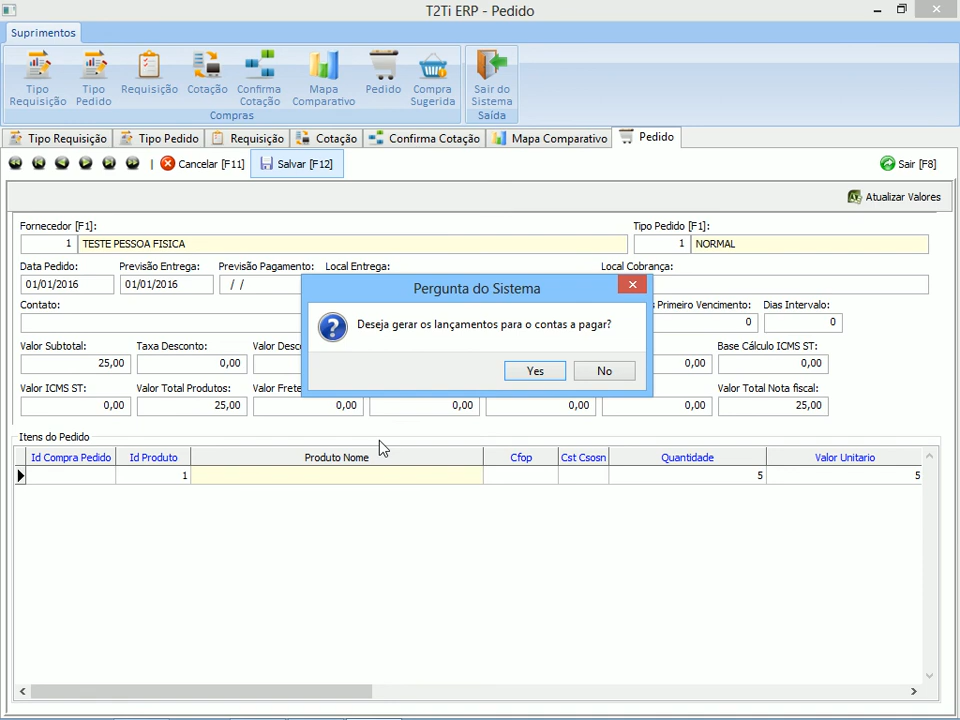 T2Ti ERP - Pedido
Suprimentos
Tipo Requisição
Tipo Pedido
Requisição
Cotação
Confirma Cotação
Mapa Comparativo
Pedido
Compra Sugerida
Sair do Sistema
Compras
Saída
Tipo Requisição
Tipo Pedido
Requisição
Cotação
Confirma Cotação
Mapa Comparativo
Pedido
Cancelar [F11]
Salvar [F12]
Sair [F8]
Atualizar Valores
Fornecedor [F1]:
Tipo Pedido [F1]:
1 TESTE PESSOA FISICA
1 NORMAL
Data Pedido:
Previsão Entrega:
Previsão Pagamento:
Local Entrega:
Local Cobrança:
01/01/2016
01/01/2016
/ /
Pergunta do Sistema
Deseja gerar os lançamentos para o contas a pagar?
Yes
No
Contato:
Primeiro Vencimento:
Dias Intervalo:
0
0
Valor Subtotal:
Taxa Desconto:
Valor Desc
Base Cálculo ICMS ST:
25,00
0,00
0,00
0,00
Valor ICMS ST:
Valor Total Produtos:
Valor Frete
Valor Total Nota fiscal:
0,00
25,00
0,00
0,00
0,00
0,00
25,00
Itens do Pedido
Id Compra Pedido
Id Produto
Produto Nome
Cfop
Cst Csosn
Quantidade
Valor Unitario
1
5
5